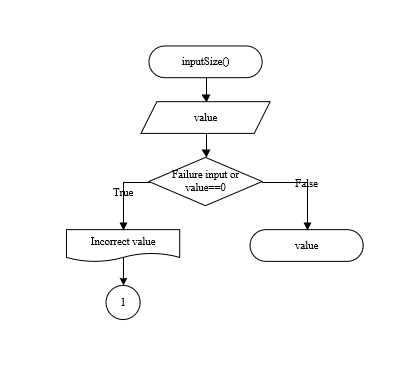 inputSize()
value
Failure input or
value==0
True
False
Incorrect value
value
1